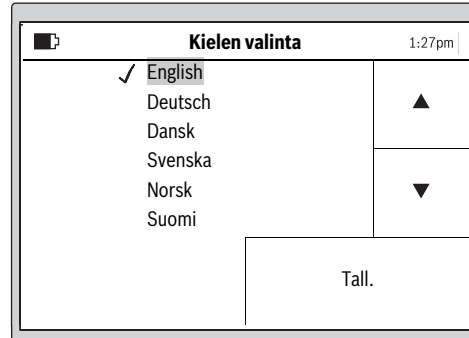 Kielen valinta 1:27pm
English
Deutsch
Dansk
Svenska
Norsk
Suomi
Tall.